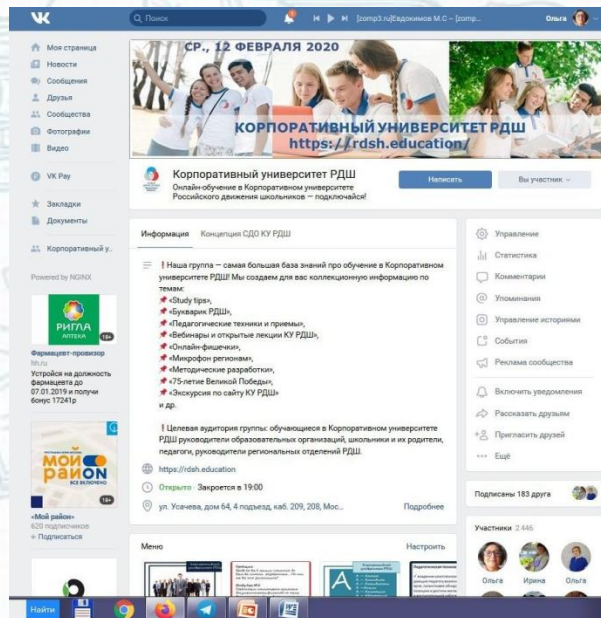 Поиск
[zomp3.ru]Евдокимов М.С – [zomp...
Ольга
Моя страница
Новости
Сообщения
Друзья
Сообщества
Фотографии
Видео
VK Pay
Закладки
Документы
Корпоративный у..
Powered by NGINX
РИГЛА
АПТЕКА
18+
Фармацевт-провизор
hh.ru
Устройся на должность
фармацевта до
07.01.2019 и получи
бонус 17241р
МОЙ
РАЙОN
ВСЕ ВКЛЮЧЕНО
18+
«Мой район»
620 подписчиков
+ Подписаться
СР., 12 ФЕВРАЛЯ 2020
КОРПОРАТИВНЫЙ УНИВЕРСИТЕТ РДШ
https://rdsh.education/
Корпоративный университет РДШ
Онлайн-обучение в Корпоративном университете
Российского движения школьников — подключайся!
Написать
Вы участник
Информация Концепция СДО КУ РДШ
❗Наша группа — самая большая база знаний про обучение в Корпоративном
университете РДШ! Мы создаем для вас коллекционную информацию по
темам:
📌«Study tips»,
📌«Букварик РДШ»,
📌«Педагогические техники и приемы»,
📌«Вебинары и открытые лекции КУ РДШ»,
📌«Онлайн-фишечки»,
📌«Микрофон регионам»,
📌«Методические разработки»,
📌«75-летие Великой Победы»,
📌«Экскурсия по сайту КУ РДШ»
и др.
❗Целевая аудитория группы: обучающиеся в Корпоративном университете
РДШ руководители образовательных организаций, школьники и их родители,
педагоги, руководители региональных отделений РДШ.
https://rdsh.education
Открыто · Закроется в 19:00
ул. Усачева, дом 64, 4 подъезд, каб. 209, 208, Мос...
Подробнее
Меню
Настроить
А
Управление
Статистика
Комментарии
Упоминания
Управление историями
События
Реклама сообщества
Включить уведомления
Рассказать друзьям
Пригласить друзей
Ещё
Подписаны 183 друга
Участники 2 446
Ольга Ирина Ольга
Найти